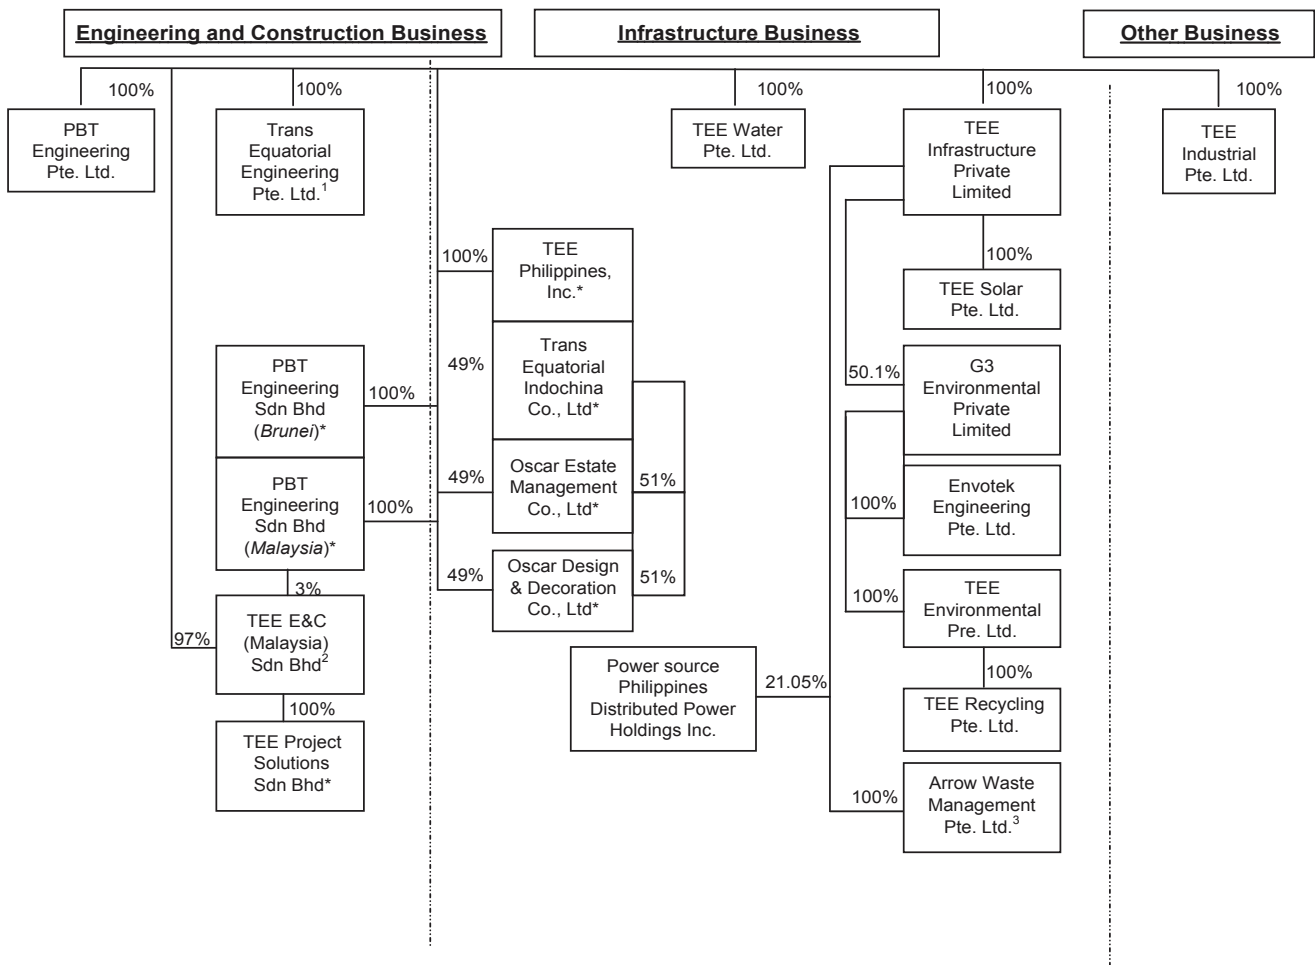 Engineering and Construction Business
Infrastructure Business
Other Business
100%
100%
100%
100%
100%
PBT
Engineering
Pte. Ltd.
Trans
Equatorial
Engineering
Pte. Ltd.1
TEE Water
Pte. Ltd.
TEE
Infrastructure
Private
Limited
TEE
Industrial
Pte. Ltd.
100%
TEE
Philippines,
Inc.*
100%
TEE Solar
Pte. Ltd.
PBT
Engineering
Sdn Bhd
(Brunei)*
100%
49%
Trans
Equatorial
Indochina
Co., Ltd*
50.1%
G3
Environmental
Private
Limited
PBT
Engineering
Sdn Bhd
(Malaysia)*
100%
49%
Oscar Estate
Management
Co., Ltd*
51%
100%
Envotek
Engineering
Pte. Ltd.
3%
49%
Oscar Design
& Decoration
Co., Ltd*
51%
100%
TEE
Environmental
Pre. Ltd.
97%
TEE E&C
(Malaysia)
Sdn Bhd2
Power source
Philippines
Distributed Power
Holdings Inc.
21.05%
100%
TEE Recycling
Pte. Ltd.
100%
TEE Project
Solutions
Sdn Bhd*
100%
Arrow Waste
Management
Pte. Ltd.3